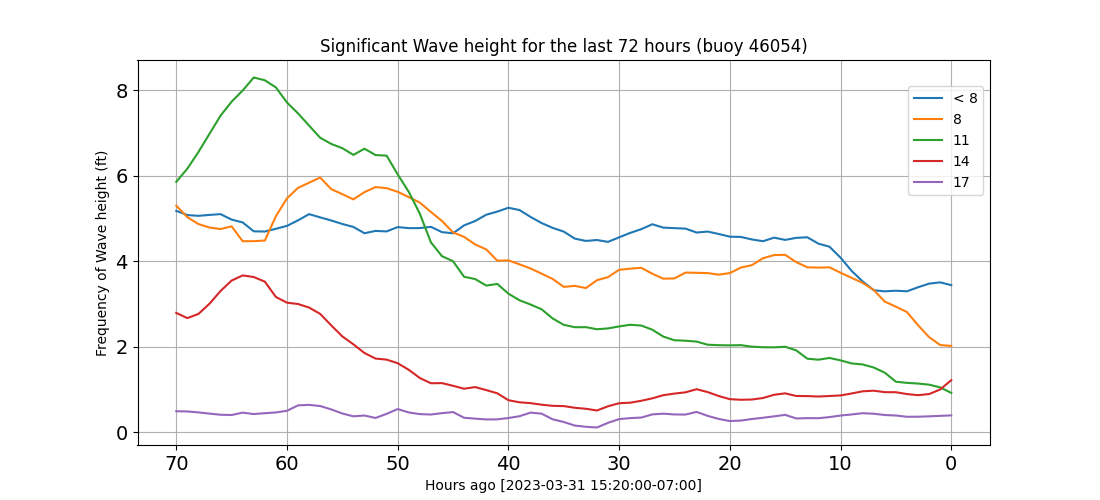 Significant Wave height for the last 72 hours (buoy 46054)
Frequency of Wave height (ft)
8
6
4
2
0
< 8
8
11
14
17
70 60 50 40 30 20 10 0
Hours ago [2023-03-31 15:20:00-07:00]